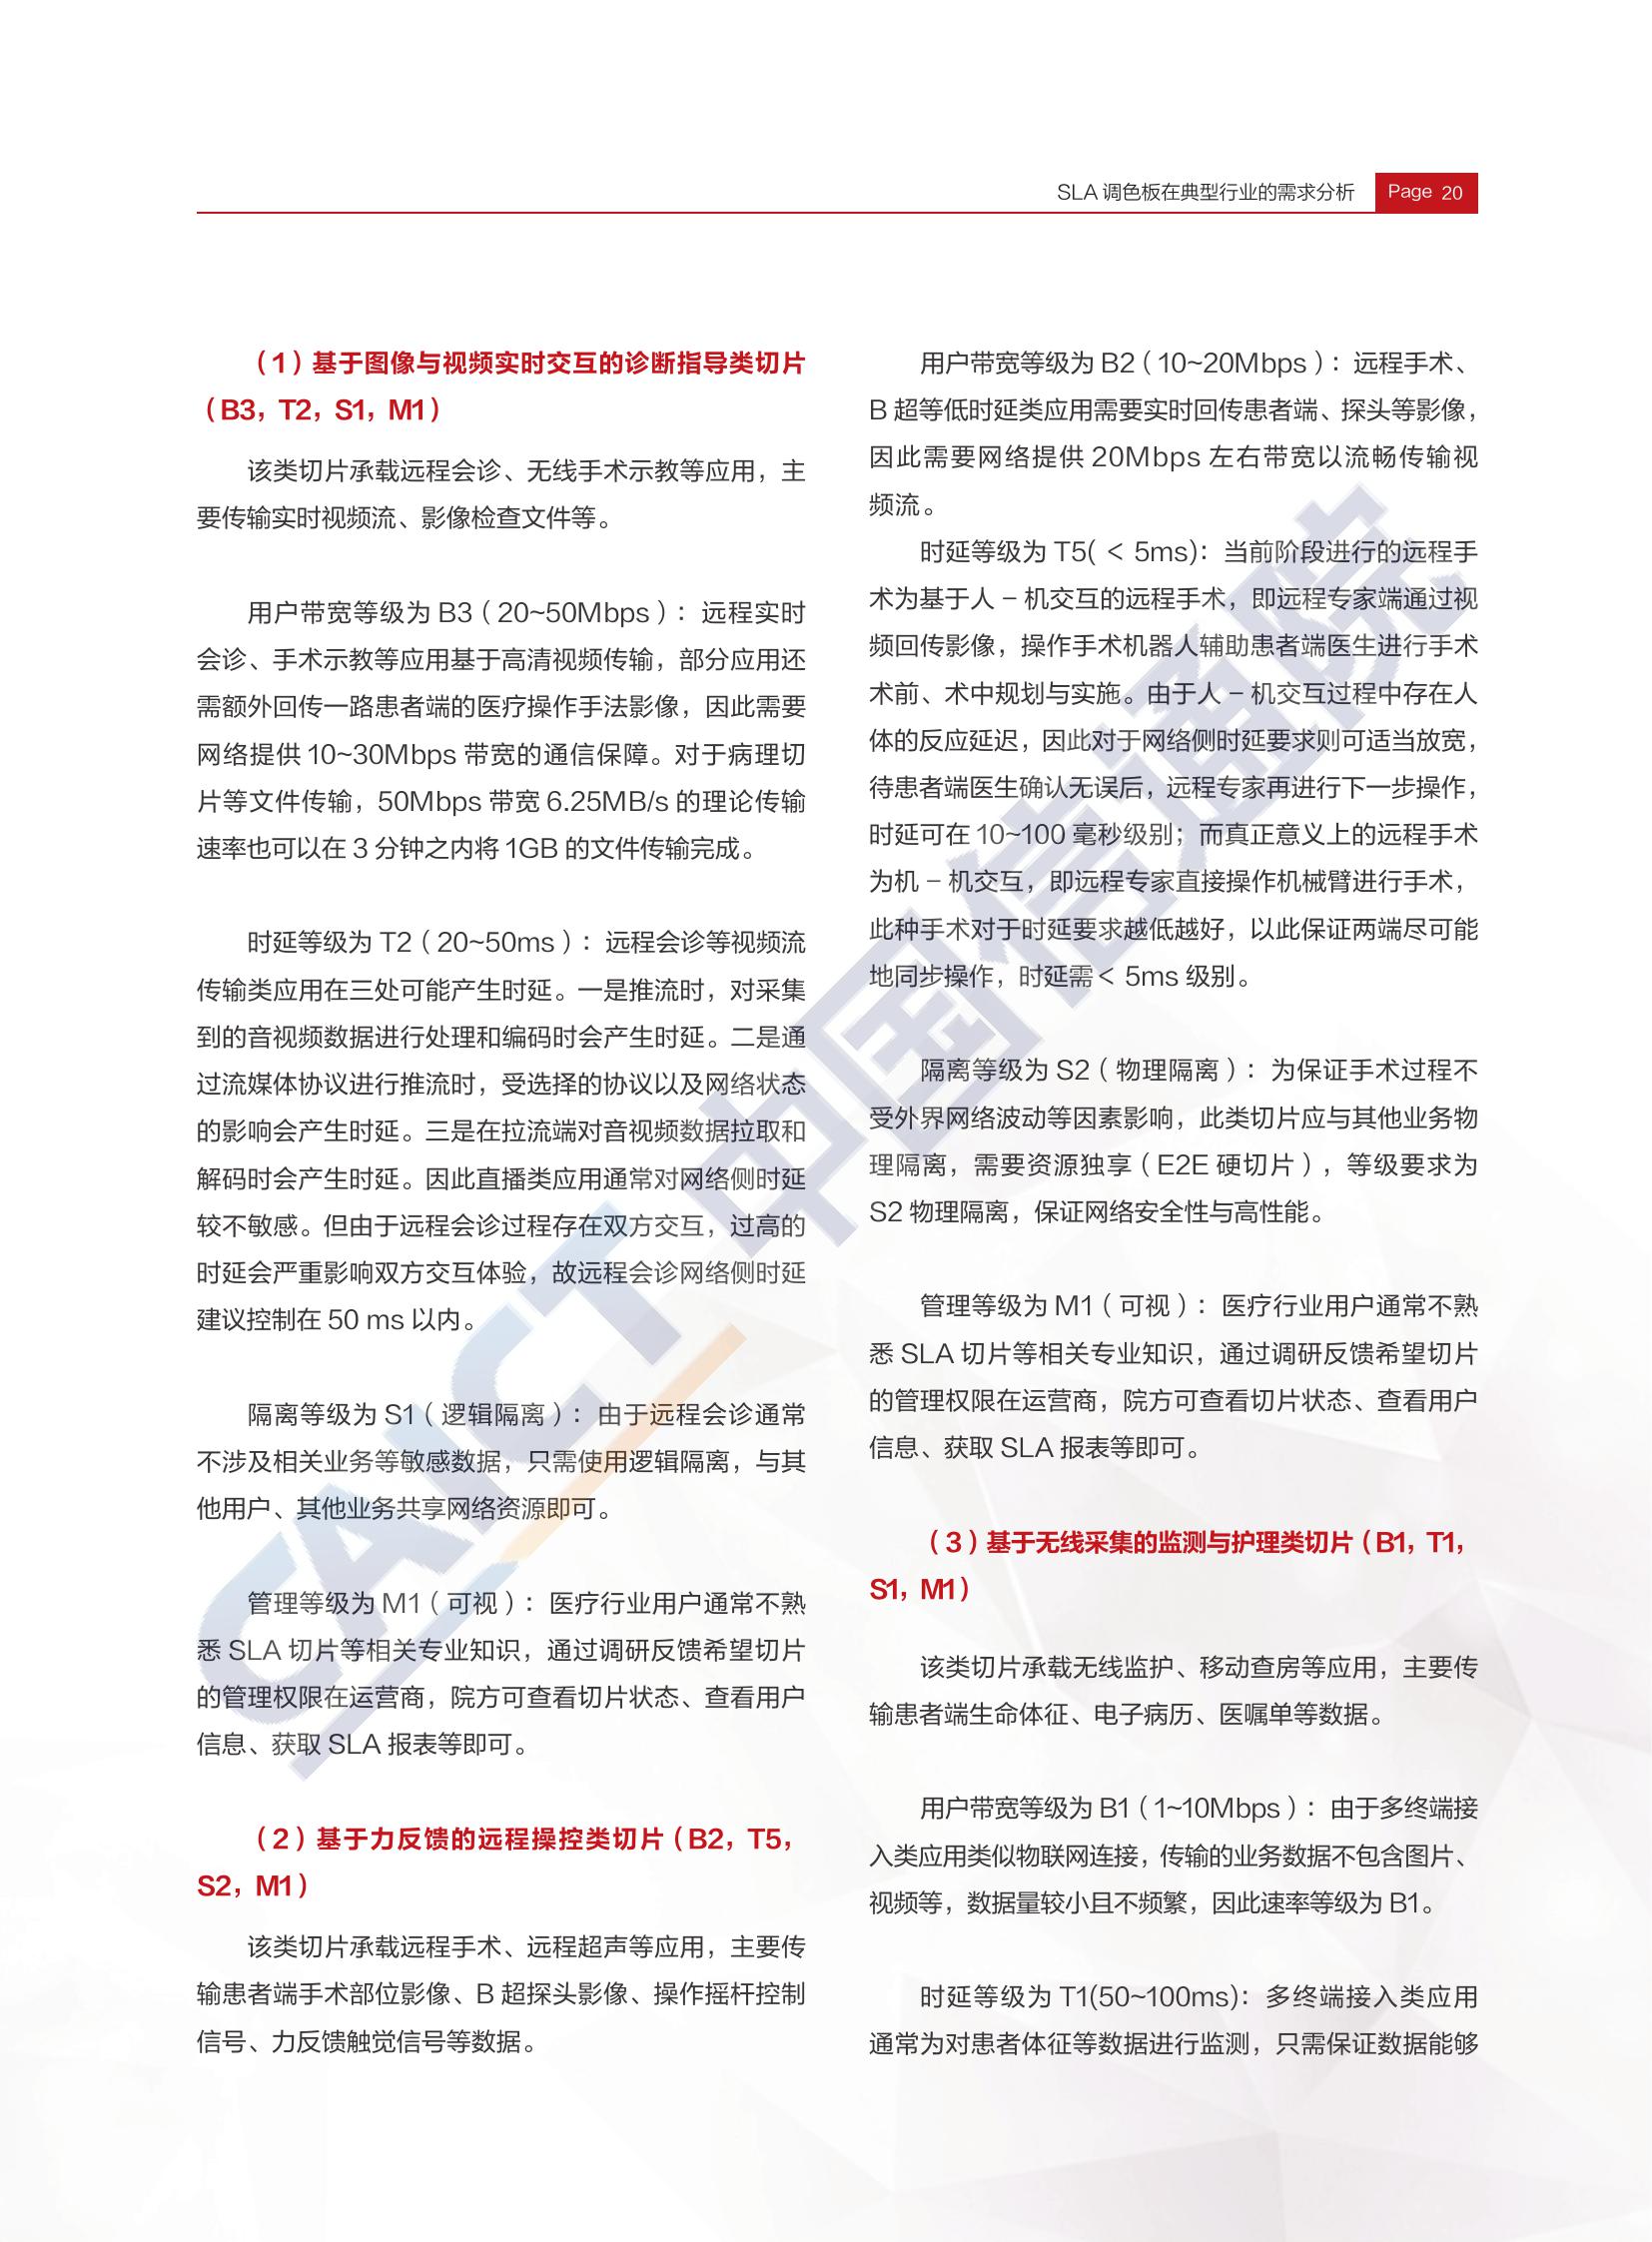 SLA 调色板在典型行业的需求分析 Page 20
（1）基于图像与视频实时交互的诊断指导类切片
（B3，T2，S1，M1）
该类切片承载远程会诊、无线手术示教等应用，主
要传输实时视频流、影像检查文件等。
用户带宽等级为 B3（20~50Mbps）：远程实时
会诊、手术示教等应用基于高清视频传输，部分应用还
需额外回传一路患者端的医疗操作手法影像，因此需要
网络提供 10~30Mbps 带宽的通信保障。对于病理切
片等文件传输，50Mbps 带宽 6.25MB/s 的理论传输
速率也可以在 3 分钟之内将 1GB 的文件传输完成。
时延等级为 T2（20~50ms）：远程会诊等视频流
传输类应用在三处可能产生时延。一是推流时，对采集
到的音视频数据进行处理和编码时会产生时延。二是通
过流媒体协议进行推流时，受选择的协议以及网络状态
的影响会产生时延。三是在拉流端对音视频数据拉取和
解码时会产生时延。因此直播类应用通常对网络侧时延
较不敏感。但由于远程会诊过程存在双方交互，过高的
时延会严重影响双方交互体验，故远程会诊网络侧时延
建议控制在 50 ms 以内。
隔离等级为 S1（逻辑隔离）：由于远程会诊通常
不涉及相关业务等敏感数据，只需使用逻辑隔离，与其
他用户、其他业务共享网络资源即可。
管理等级为 M1（可视）：医疗行业用户通常不熟
悉 SLA 切片等相关专业知识，通过调研反馈希望切片
的管理权限在运营商，院方可查看切片状态、查看用户
信息、获取 SLA 报表等即可。
（2）基于力反馈的远程操控类切片（B2，T5，
S2，M1）
该类切片承载远程手术、远程超声等应用，主要传
输患者端手术部位影像、B 超探头影像、操作摇杆控制
信号、力反馈触觉信号等数据。
用户带宽等级为 B2（10~20Mbps）：远程手术、
B 超等低时延类应用需要实时回传患者端、探头等影像，
因此需要网络提供 20Mbps 左右带宽以流畅传输视
频流。
时延等级为 T5( ＜ 5ms)：当前阶段进行的远程手
术为基于人 – 机交互的远程手术，即远程专家端通过视
频回传影像，操作手术机器人辅助患者端医生进行手术
术前、术中规划与实施。由于人 – 机交互过程中存在人
体的反应延迟，因此对于网络侧时延要求则可适当放宽，
待患者端医生确认无误后，远程专家再进行下一步操作，
时延可在 10~100 毫秒级别；而真正意义上的远程手术
为机 – 机交互，即远程专家直接操作机械臂进行手术，
此种手术对于时延要求越低越好，以此保证两端尽可能
地同步操作，时延需＜ 5ms 级别。
隔离等级为 S2（物理隔离）：为保证手术过程不
受外界网络波动等因素影响，此类切片应与其他业务物
理隔离，需要资源独享（E2E 硬切片），等级要求为
S2 物理隔离，保证网络安全性与高性能。
管理等级为 M1（可视）：医疗行业用户通常不熟
悉 SLA 切片等相关专业知识，通过调研反馈希望切片
的管理权限在运营商，院方可查看切片状态、查看用户
信息、获取 SLA 报表等即可。
（3）基于无线采集的监测与护理类切片（B1，T1，
S1，M1）
该类切片承载无线监护、移动查房等应用，主要传
输患者端生命体征、电子病历、医嘱单等数据。
用户带宽等级为 B1（1~10Mbps）：由于多终端接
入类应用类似物联网连接，传输的业务数据不包含图片、
视频等，数据量较小且不频繁，因此速率等级为 B1。
时延等级为 T1(50~100ms)：多终端接入类应用
通常为对患者体征等数据进行监测，只需保证数据能够
CAICT 中国信通院